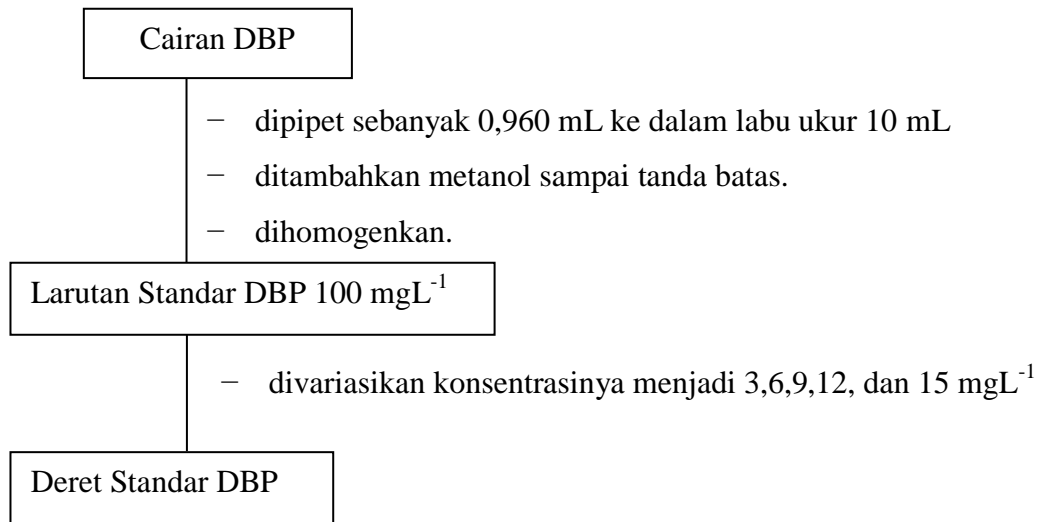 Cairan DBP
− dipipet sebanyak 0,960 mL ke dalam labu ukur 10 mL
− ditambahkan metanol sampai tanda batas.
− dihomogenkan.
Larutan Standar DBP 100 mgL⁻¹
− divariasikan konsentrasinya menjadi 3,6,9,12, dan 15 mgL⁻¹
Deret Standar DBP